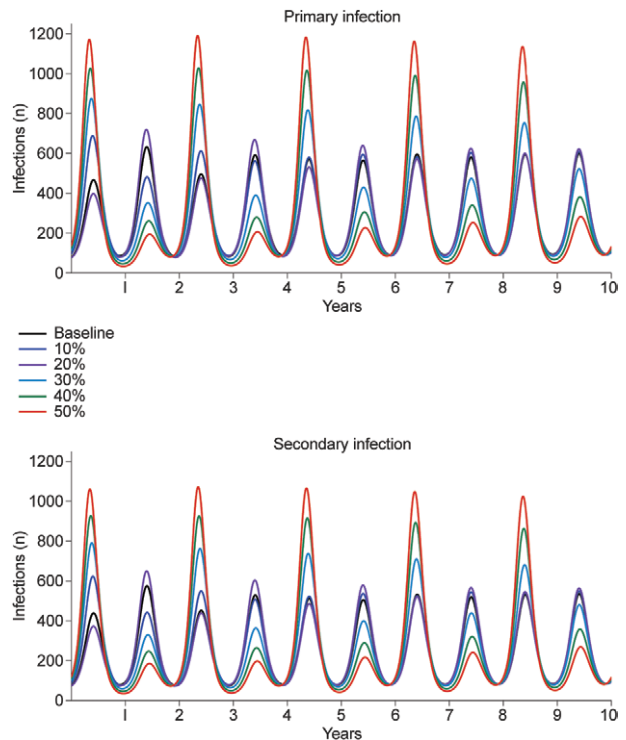 Primary infection
1200
1000
800
600
400
200
0
Infections (n)
1 2 3 4 5 6 7 8 9 10
Years
Baseline
10%
20%
30%
40%
50%
Secondary infection
1200
1000
800
600
400
200
0
Infections (n)
1 2 3 4 5 6 7 8 9 10
Years